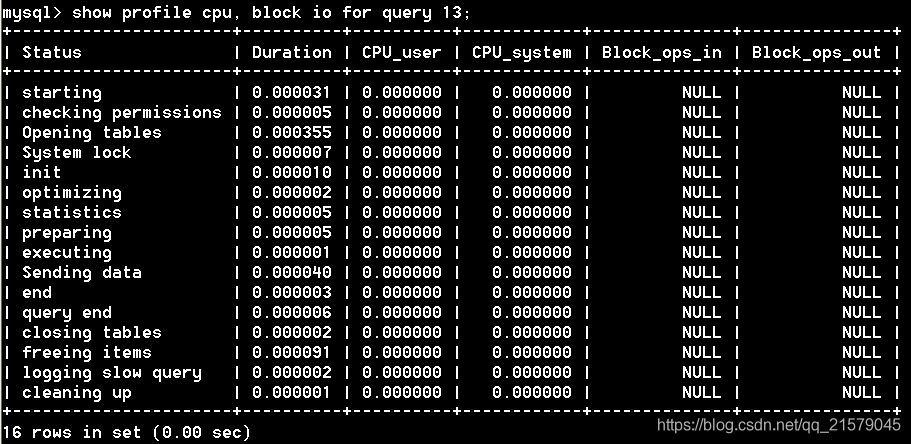 mysql> show profile cpu, block io for query 13;
+----------------------+----------+----------+------------+--------------+---------------+
| Status               | Duration | CPU_user | CPU_system | Block_ops_in | Block_ops_out |
+----------------------+----------+----------+------------+--------------+---------------+
| starting             | 0.000031 | 0.000000 |   0.000000 |         NULL |          NULL |
| checking permissions | 0.000005 | 0.000000 |   0.000000 |         NULL |          NULL |
| Opening tables       | 0.000355 | 0.000000 |   0.000000 |         NULL |          NULL |
| System lock          | 0.000007 | 0.000000 |   0.000000 |         NULL |          NULL |
| init                 | 0.000010 | 0.000000 |   0.000000 |         NULL |          NULL |
| optimizing           | 0.000002 | 0.000000 |   0.000000 |         NULL |          NULL |
| statistics           | 0.000005 | 0.000000 |   0.000000 |         NULL |          NULL |
| preparing            | 0.000005 | 0.000000 |   0.000000 |         NULL |          NULL |
| executing            | 0.000001 | 0.000000 |   0.000000 |         NULL |          NULL |
| Sending data         | 0.000040 | 0.000000 |   0.000000 |         NULL |          NULL |
| end                  | 0.000003 | 0.000000 |   0.000000 |         NULL |          NULL |
| query end            | 0.000006 | 0.000000 |   0.000000 |         NULL |          NULL |
| closing tables       | 0.000002 | 0.000000 |   0.000000 |         NULL |          NULL |
| freeing items        | 0.000091 | 0.000000 |   0.000000 |         NULL |          NULL |
| logging slow query   | 0.000002 | 0.000000 |   0.000000 |         NULL |          NULL |
| cleaning up          | 0.000001 | 0.000000 |   0.000000 |         NULL |          NULL |
+----------------------+----------+----------+------------+--------------+---------------+
16 rows in set (0.00 sec)
https://blog.csdn.net/qq_21579045